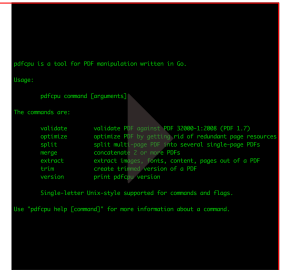 pdfcpu is a tool for PDF manipulation written in Go.
Usage:
pdfcpu command [arguments]
The commands are:
validate validate PDF against PDF 32000-1:2008 (PDF 1.7)
optimize optimize PDF by getting rid of redundant page resources
split split multi-page PDF into several single-page PDFs
merge concatenate 2 or more PDFs
extract extract images, fonts, content, pages out of a PDF
trim create trimmed version of a PDF
version print pdfcpu version
Single-letter Unix-style supported for commands and flags.
Use "pdfcpu help [command]" for more information about a command.